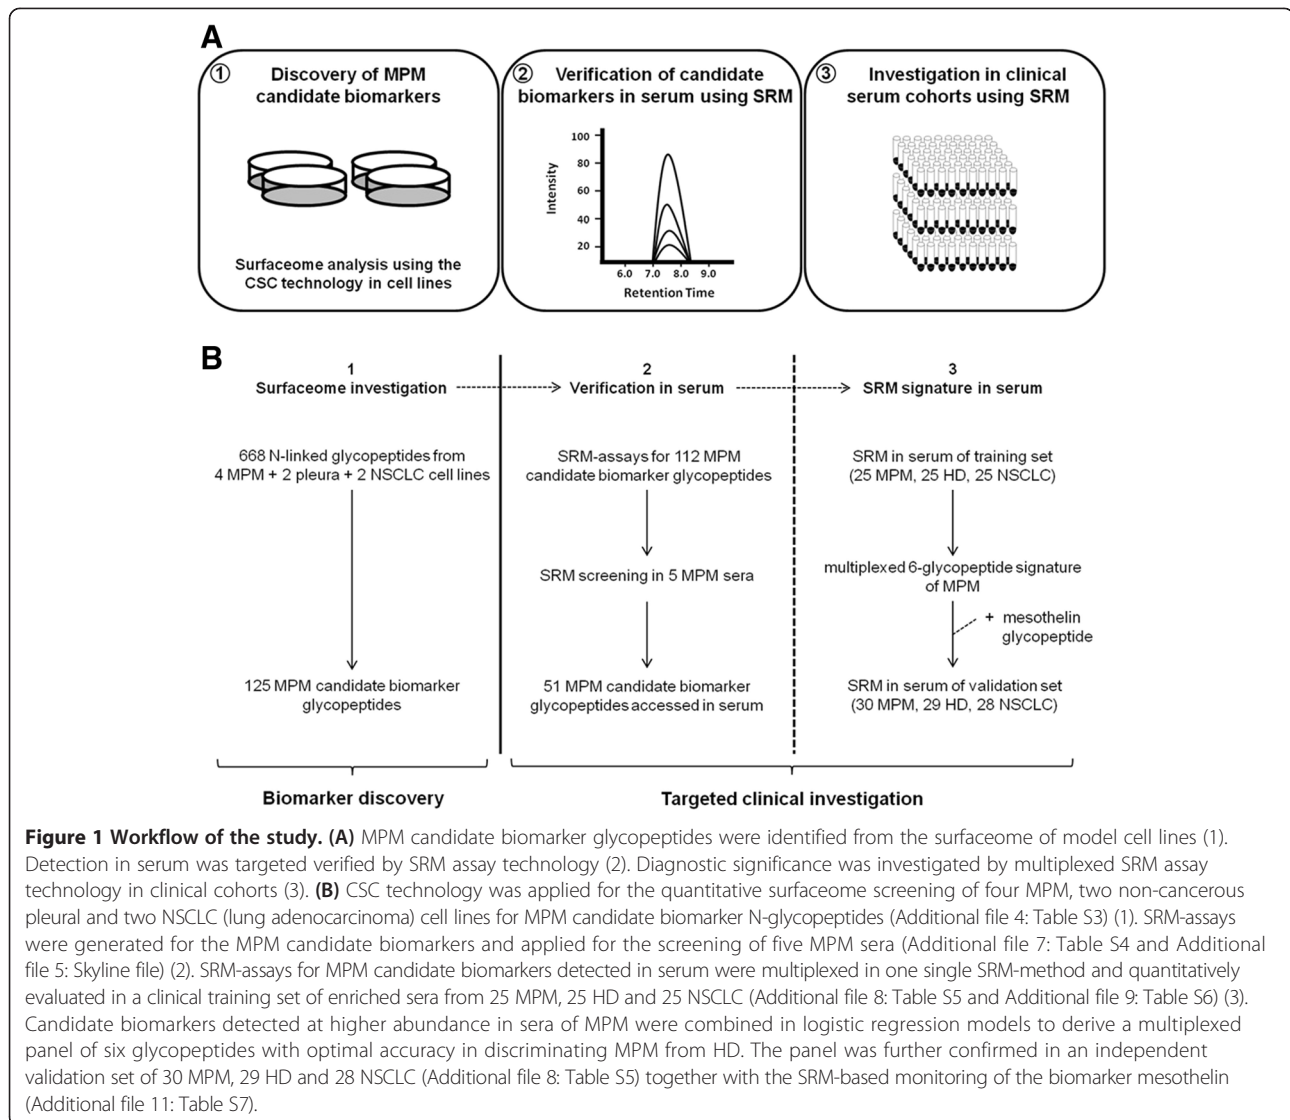 A
① Discovery of MPM
candidate biomarkers
Surfaceome analysis using the
CSC technology in cell lines
② Verification of candidate
biomarkers in serum using SRM
100
80
60
40
20
Intensity
6.0 7.0 8.0 9.0
Retention Time
③ Investigation in clinical
serum cohorts using SRM
B
1
Surfaceome investigation
668 N-linked glycopeptides from
4 MPM + 2 pleura + 2 NSCLC cell lines
125 MPM candidate biomarker
glycopeptides
2
Verification in serum
SRM-assays for 112 MPM
candidate biomarker glycopeptides
SRM screening in 5 MPM sera
51 MPM candidate biomarker
glycopeptides accessed in serum
3
SRM signature in serum
SRM in serum of training set
(25 MPM, 25 HD, 25 NSCLC)
multiplexed 6-glycopeptide signature
of MPM
+ mesothelin
glycopeptide
SRM in serum of validation set
(30 MPM, 29 HD, 28 NSCLC)
Biomarker discovery
Targeted clinical investigation
Figure 1 Workflow of the study. (A) MPM candidate biomarker glycopeptides were identified from the surfaceome of model cell lines (1).
Detection in serum was targeted verified by SRM assay technology (2). Diagnostic significance was investigated by multiplexed SRM assay
technology in clinical cohorts (3). (B) CSC technology was applied for the quantitative surfaceome screening of four MPM, two non-cancerous
pleural and two NSCLC (lung adenocarcinoma) cell lines for MPM candidate biomarker N-glycopeptides (Additional file 4: Table S3) (1). SRM-assays
were generated for the MPM candidate biomarkers and applied for the screening of five MPM sera (Additional file 7: Table S4 and Additional
file 5: Skyline file) (2). SRM-assays for MPM candidate biomarkers detected in serum were multiplexed in one single SRM-method and quantitatively
evaluated in a clinical training set of enriched sera from 25 MPM, 25 HD and 25 NSCLC (Additional file 8: Table S5 and Additional file 9: Table S6) (3).
Candidate biomarkers detected at higher abundance in sera of MPM were combined in logistic regression models to derive a multiplexed
panel of six glycopeptides with optimal accuracy in discriminating MPM from HD. The panel was further confirmed in an independent
validation set of 30 MPM, 29 HD and 28 NSCLC (Additional file 8: Table S5) together with the SRM-based monitoring of the biomarker mesothelin
(Additional file 11: Table S7).